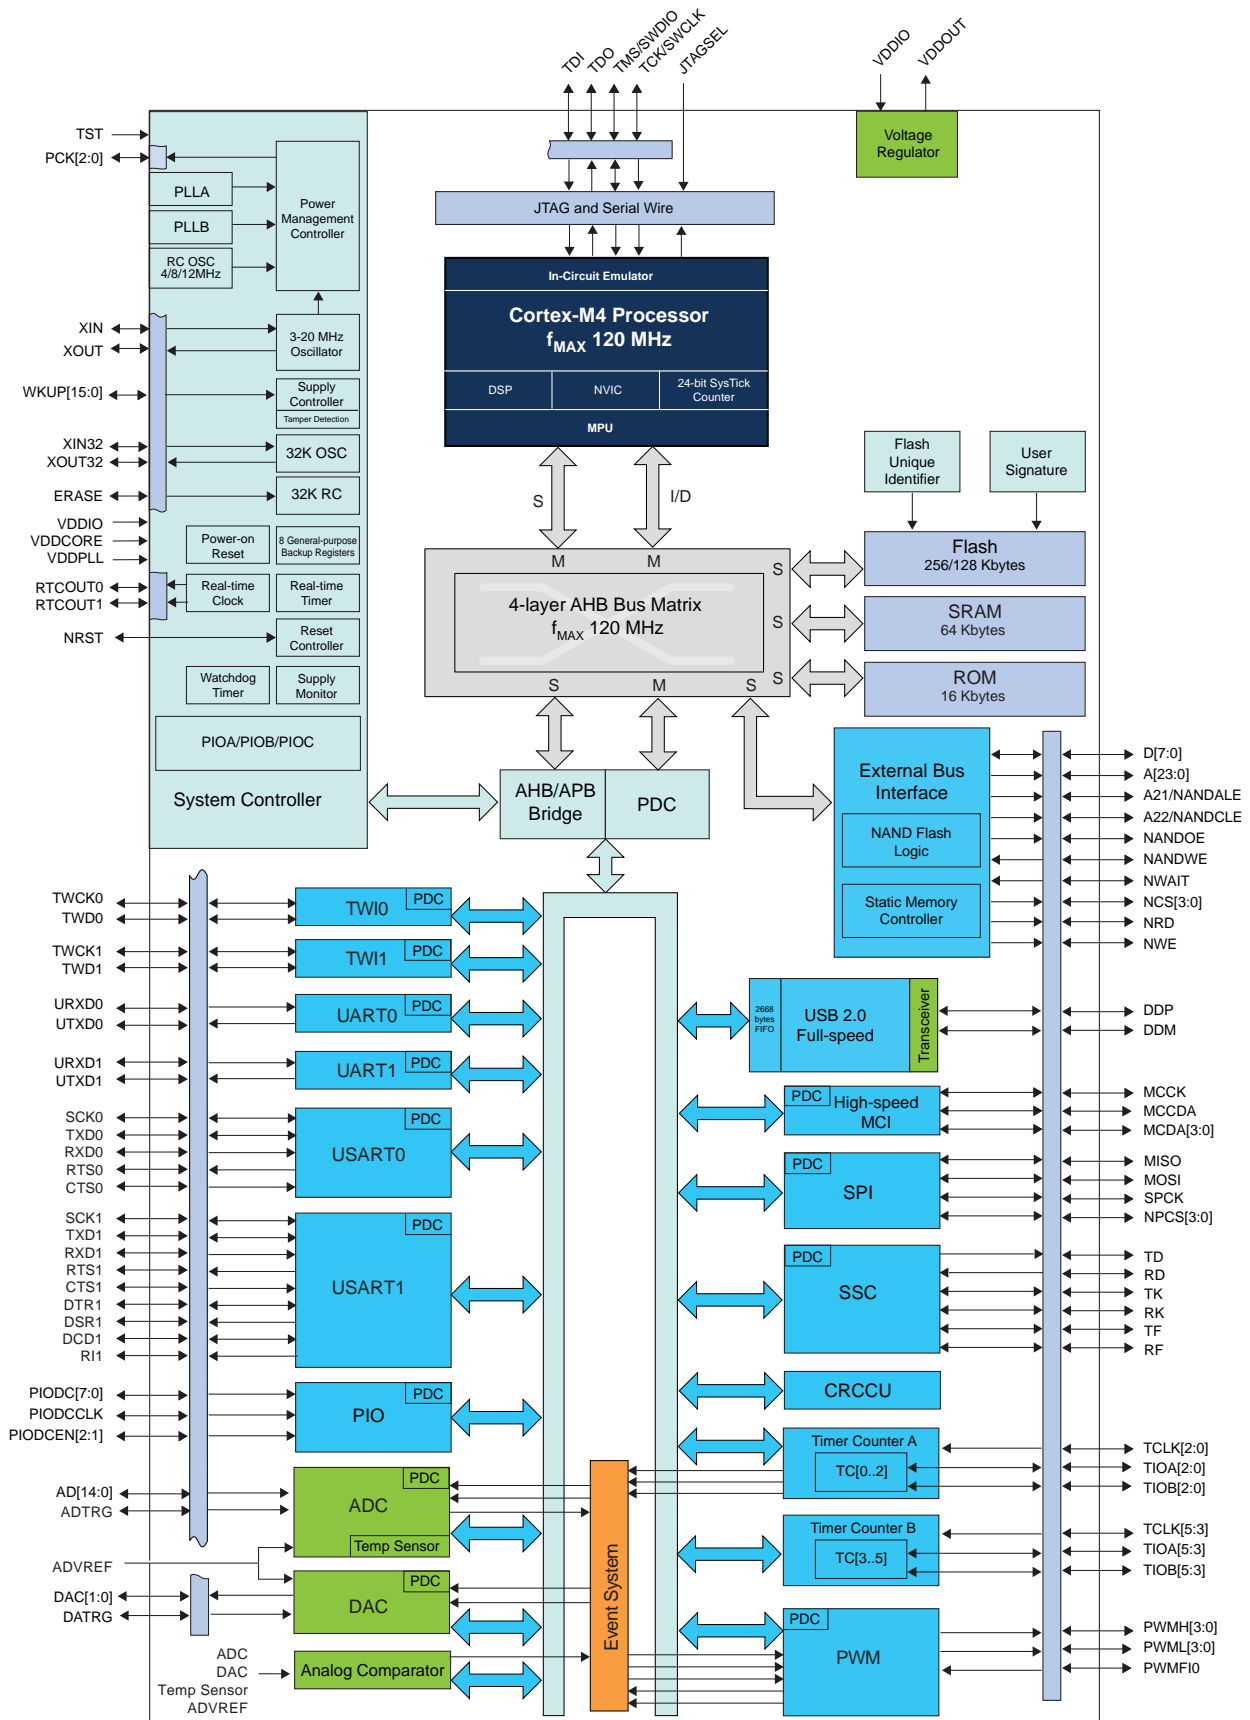 TDI
TDO
TMS/SWDIO
TCK/SWCLK
JTAGSEL
VDDIO
VDDOUT
Voltage
Regulator
TST
PCK[2:0]
PLLA
PLLB
RC OSC
4/8/12MHz
Power
Management
Controller
JTAG and Serial Wire
In-Circuit Emulator
Cortex-M4 Processor
fMAX 120 MHz
DSP
NVIC
24-bit SysTick
Counter
MPU
XIN
XOUT
3-20 MHz
Oscillator
WKUP[15:0]
Supply
Controller
Tamper Detection
XIN32
XOUT32
32K OSC
ERASE
32K RC
VDDIO
VDDCORE
VDDPLL
Power-on
Reset
8 General-purpose
Backup Registers
RTCOUT0
RTCOUT1
Real-time
Clock
Real-time
Timer
NRST
Reset
Controller
Watchdog
Timer
Supply
Monitor
PIOA/PIOB/PIOC
System Controller
S
I/D
M
M
S
4-layer AHB Bus Matrix
fMAX 120 MHz
S
S
S
M
S
Flash
Unique
Identifier
User
Signature
Flash
256/128 Kbytes
SRAM
64 Kbytes
ROM
16 Kbytes
AHB/APB
Bridge
PDC
External Bus
Interface
NAND Flash
Logic
Static Memory
Controller
D[7:0]
A[23:0]
A21/NANDALE
A22/NANDCLE
NANDOE
NANDWE
NWAIT
NCS[3:0]
NRD
NWE
TWCK0
TWD0
TWI0
PDC
TWCK1
TWD1
TWI1
PDC
URXD0
UTXD0
UART0
PDC
URXD1
UTXD1
UART1
PDC
SCK0
TXD0
RXD0
RTS0
CTS0
USART0
PDC
SCK1
TXD1
RXD1
RTS1
CTS1
DTR1
DSR1
DCD1
RI1
USART1
PDC
PIODC[7:0]
PIODCCLK
PIODCEN[2:1]
PIO
PDC
AD[14:0]
ADTRG
ADC
PDC
Temp Sensor
ADVREF
DAC[1:0]
DATRG
DAC
PDC
ADC
DAC
Temp Sensor
ADVREF
Analog Comparator
Event System
2668
bytes
FIFO
USB 2.0
Full-speed
Transceiver
DDP
DDM
PDC
High-speed
MCI
MCCK
MCCDA
MCDA[3:0]
PDC
SPI
MISO
MOSI
SPCK
NPCS[3:0]
PDC
SSC
TD
RD
TK
RK
TF
RF
CRCCU
Timer Counter A
TC[0..2]
TCLK[2:0]
TIOA[2:0]
TIOB[2:0]
Timer Counter B
TC[3..5]
TCLK[5:3]
TIOA[5:3]
TIOB[5:3]
PDC
PWM
PWMH[3:0]
PWML[3:0]
PWMFI0